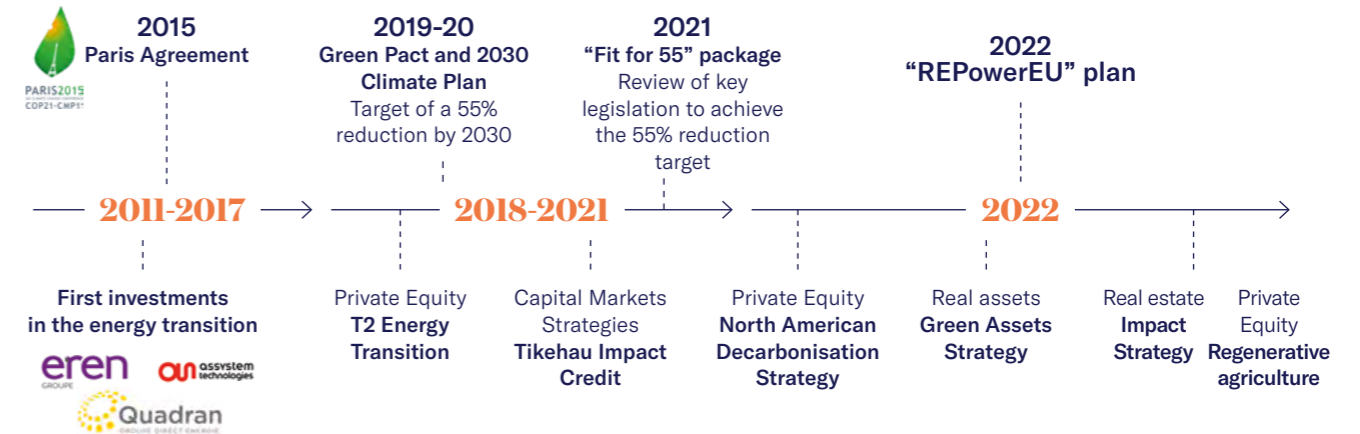 PARIS2015
COP21-CMP11
2015
Paris Agreement
2019-20
Green Pact and 2030
Climate Plan
Target of a 55%
reduction by 2030
2021
“Fit for 55” package
Review of key
legislation to achieve
the 55% reduction
target
2022
“REPowerEU” plan
2011-2017
2018-2021
2022
First investments
in the energy transition
eren
GROUPE
assystem
technologies
Quadran
GROUPE DIRECT ENERGIE
Private Equity
T2 Energy
Transition
Capital Markets
Strategies
Tikehau Impact
Credit
Private Equity
North American
Decarbonisation
Strategy
Real assets
Green Assets
Strategy
Real estate
Impact
Strategy
Private
Equity
Regenerative
agriculture